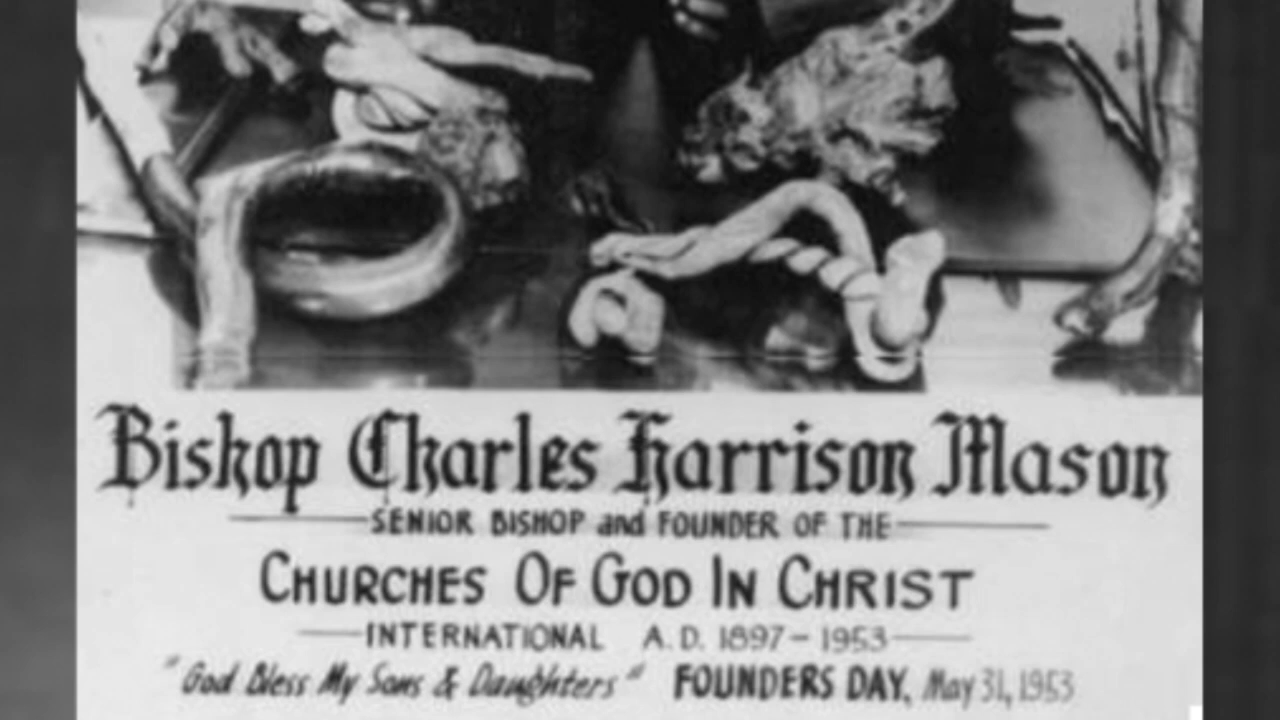 Bishop Charles Harrison Mason
SENIOR BISHOP and FOUNDER OF THE
CHURCHES OF GOD IN CHRIST
INTERNATIONAL A.D. 1897-1953
"God Bless My Sons & Daughters" FOUNDERS DAY, May 31, 1953